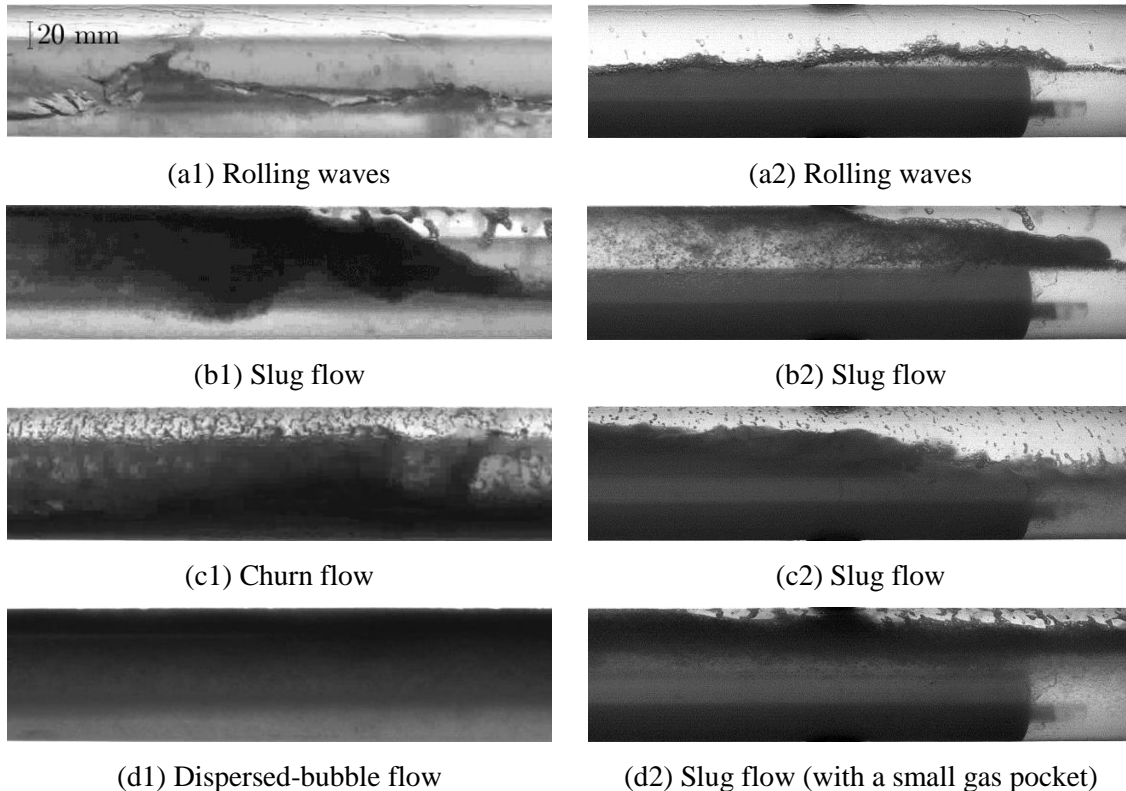 20 mm
(a1) Rolling waves
(a2) Rolling waves
(b1) Slug flow
(b2) Slug flow
(c1) Churn flow
(c2) Slug flow
(d1) Dispersed-bubble flow
(d2) Slug flow (with a small gas pocket)